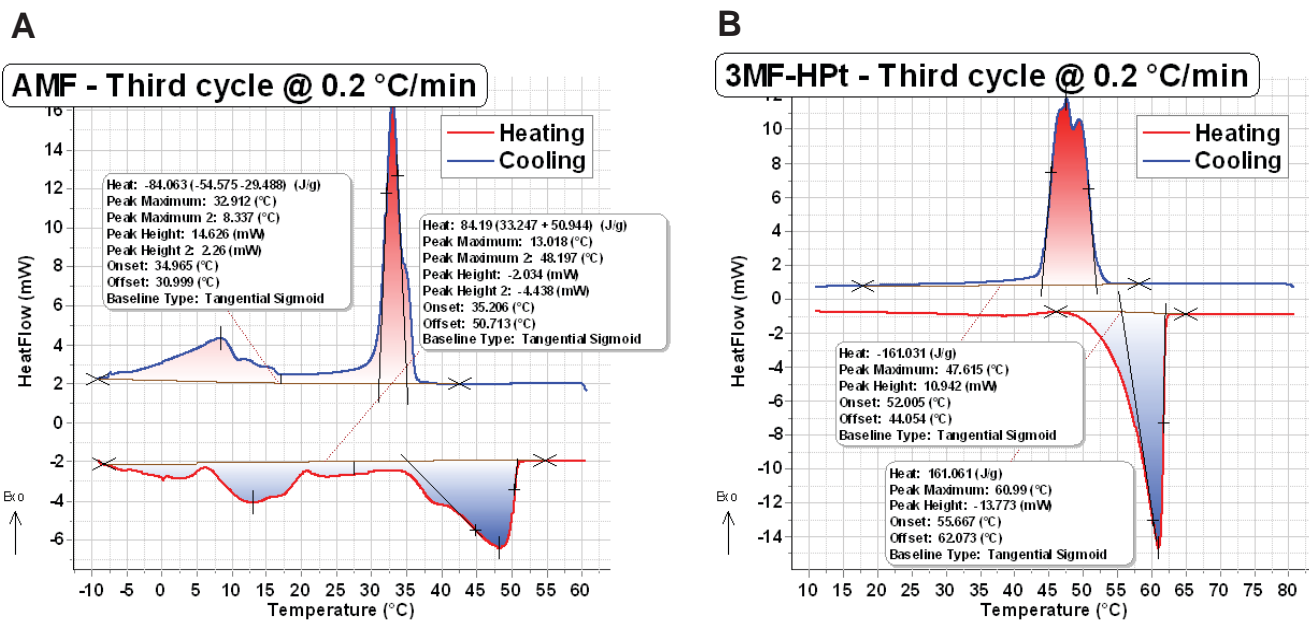 A
AMF - Third cycle @ 0.2 °C/min
16
14
12
10
8
6
4
2
0
-2
-4
-6
HeatFlow (mW)
Exo
Heating
Cooling
Heat: -84.063 (-54.575 -29.488) (J/g)
Peak Maximum: 32.912 (°C)
Peak Maximum 2: 8.337 (°C)
Peak Height: 14.626 (mW)
Peak Height 2: 2.26 (mW)
Onset: 34.965 (°C)
Offset: 30.999 (°C)
Baseline Type: Tangential Sigmoid
Heat: 84.19 (33.247 + 50.944) (J/g)
Peak Maximum: 13.018 (°C)
Peak Maximum 2: 48.197 (°C)
Peak Height: -2.034 (mW)
Peak Height 2: -4.438 (mW)
Onset: 35.206 (°C)
Offset: 50.713 (°C)
Baseline Type: Tangential Sigmoid
-10 -5 0 5 10 15 20 25 30 35 40 45 50 55 60
Temperature (°C)
B
3MF-HPt - Third cycle @ 0.2 °C/min
12
10
8
6
4
2
0
-2
-4
-6
-8
-10
-12
-14
HeatFlow (mW)
Exo
Heating
Cooling
Heat: -161.031 (J/g)
Peak Maximum: 47.615 (°C)
Peak Height: 10.942 (mW)
Onset: 52.005 (°C)
Offset: 44.054 (°C)
Baseline Type: Tangential Sigmoid
Heat: 161.061 (J/g)
Peak Maximum: 60.99 (°C)
Peak Height: -13.773 (mW)
Onset: 55.667 (°C)
Offset: 62.073 (°C)
Baseline Type: Tangential Sigmoid
10 15 20 25 30 35 40 45 50 55 60 65 70 75 80
Temperature (°C)